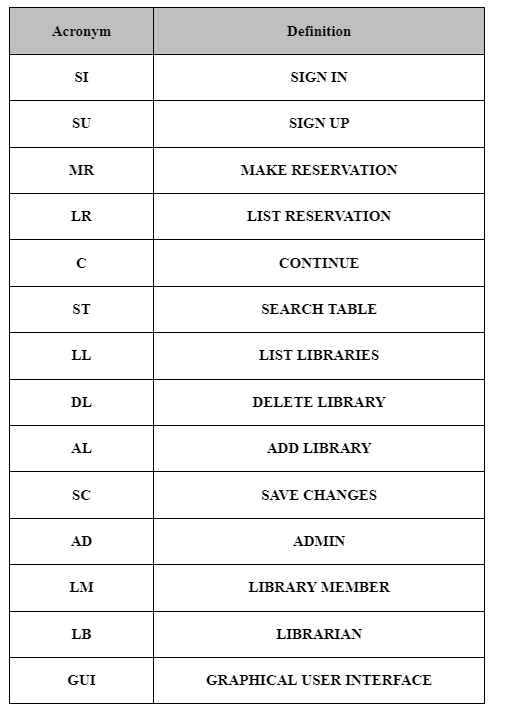 Acronym Definition
SI SIGN IN
SU SIGN UP
MR MAKE RESERVATION
LR LIST RESERVATION
C CONTINUE
ST SEARCH TABLE
LL LIST LIBRARIES
DL DELETE LIBRARY
AL ADD LIBRARY
SC SAVE CHANGES
AD ADMIN
LM LIBRARY MEMBER
LB LIBRARIAN
GUI GRAPHICAL USER INTERFACE